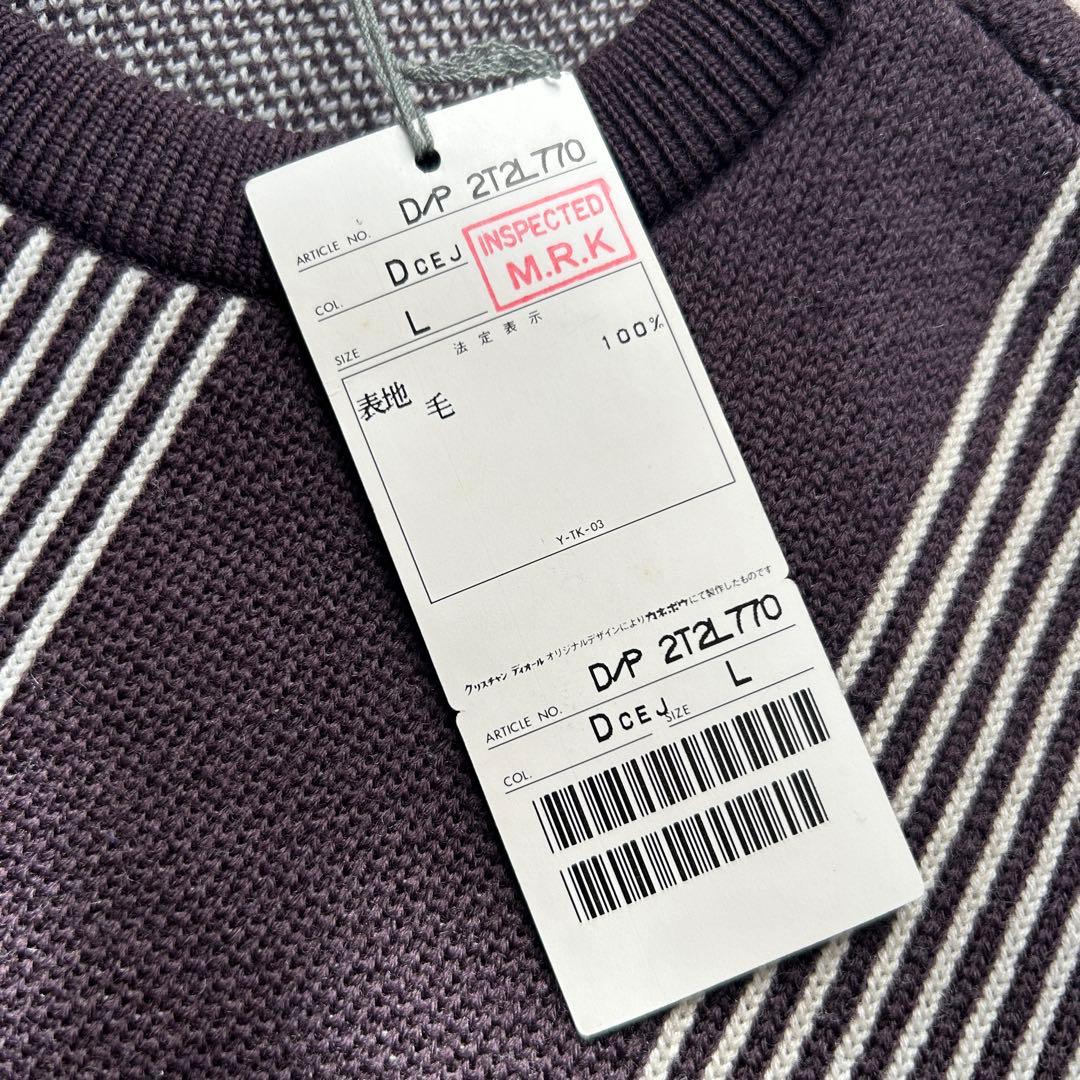 ARTICLE NO. D/P 2T2L770
COL. DCEJ
INSPECTED
M.R.K
SIZE L
法定表示
表地 毛 100%
Y-TK-03
クリスチャン ディオール オリジナルデザインによりカネボウにて製作したものです
ARTICLE NO. D/P 2T2L770
COL. DCEJ SIZE L